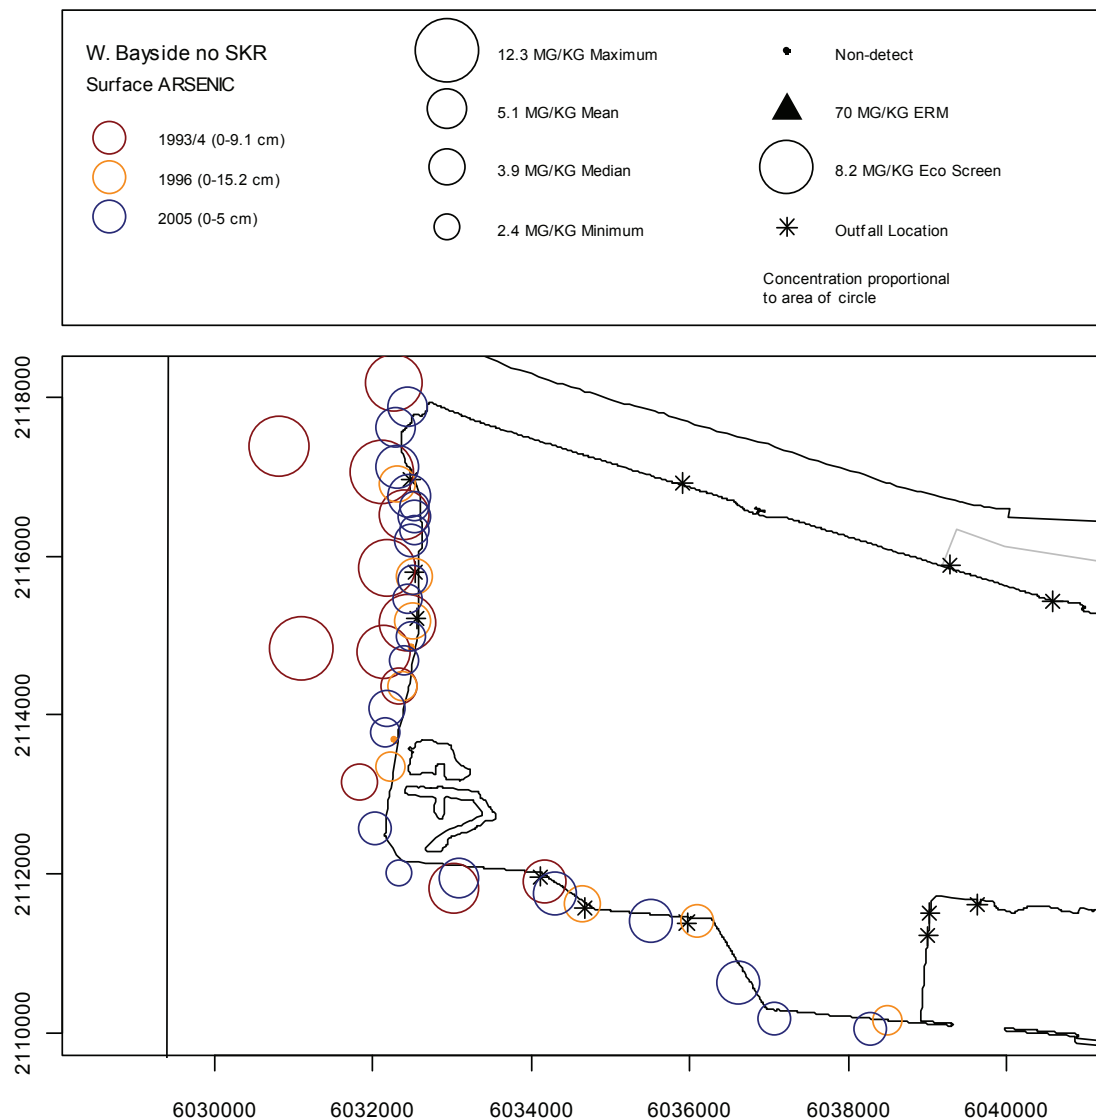 W. Bayside no SKR
Surface ARSENIC
1993/4 (0-9.1 cm)
1996 (0-15.2 cm)
2005 (0-5 cm)
12.3 MG/KG Maximum
5.1 MG/KG Mean
3.9 MG/KG Median
2.4 MG/KG Minimum
Non-detect
70 MG/KG ERM
8.2 MG/KG Eco Screen
Outfall Location
Concentration proportional
to area of circle
2118000
2116000
2114000
2112000
2110000
6030000 6032000 6034000 6036000 6038000 6040000